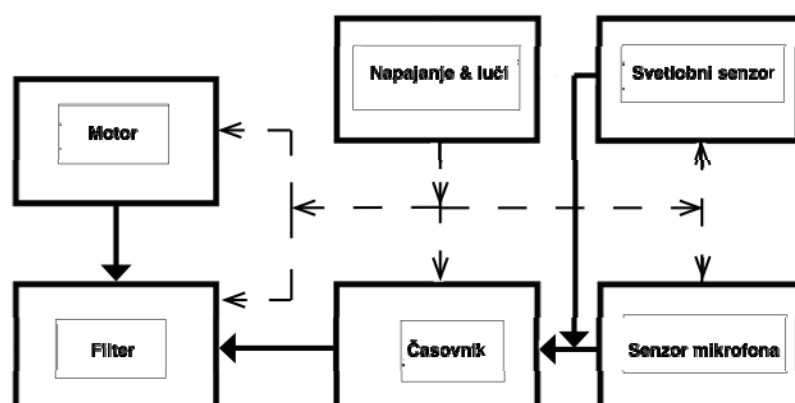 Napajanje & luči
Svetlobni senzor
Motor
Filter
Časovnik
Senzor mikrofona